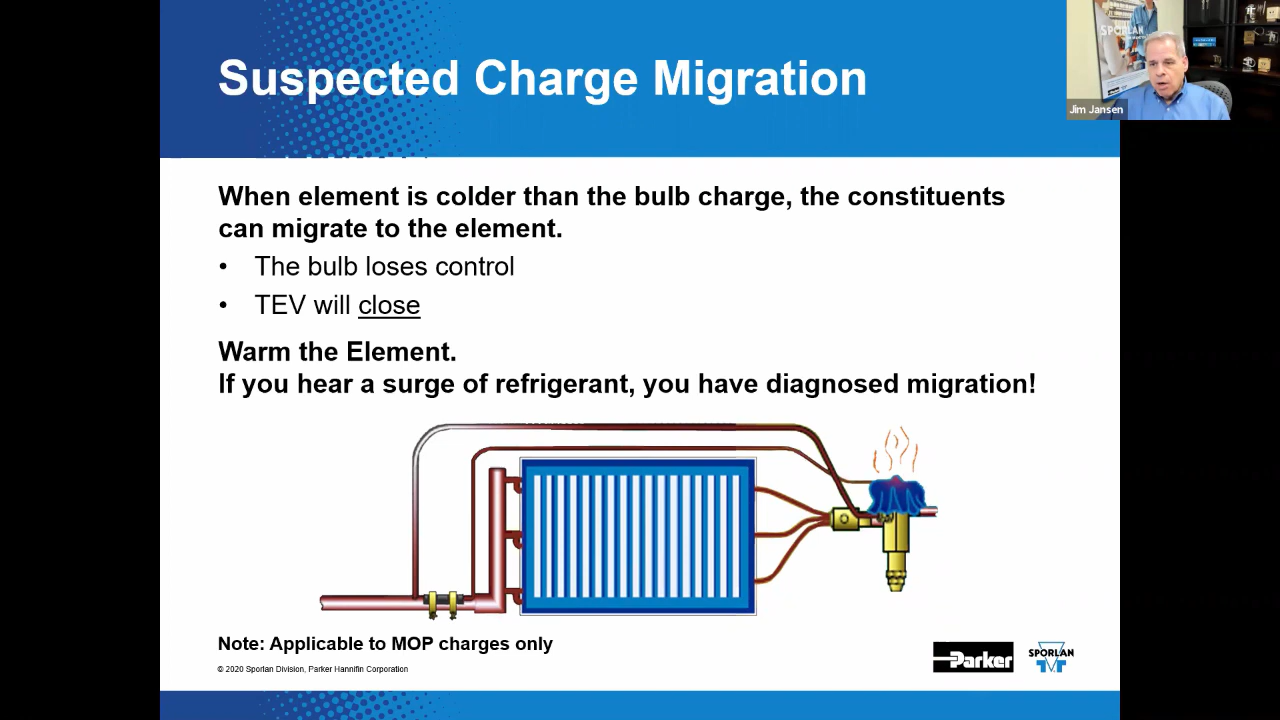 Suspected Charge Migration
SPORLAN
Jim Jansen
When element is colder than the bulb charge, the constituents
can migrate to the element.
• The bulb loses control
• TEV will close
Warm the Element.
If you hear a surge of refrigerant, you have diagnosed migration!
Note: Applicable to MOP charges only
© 2020 Sporlan Division, Parker Hannifin Corporation
Parker
SPORLAN